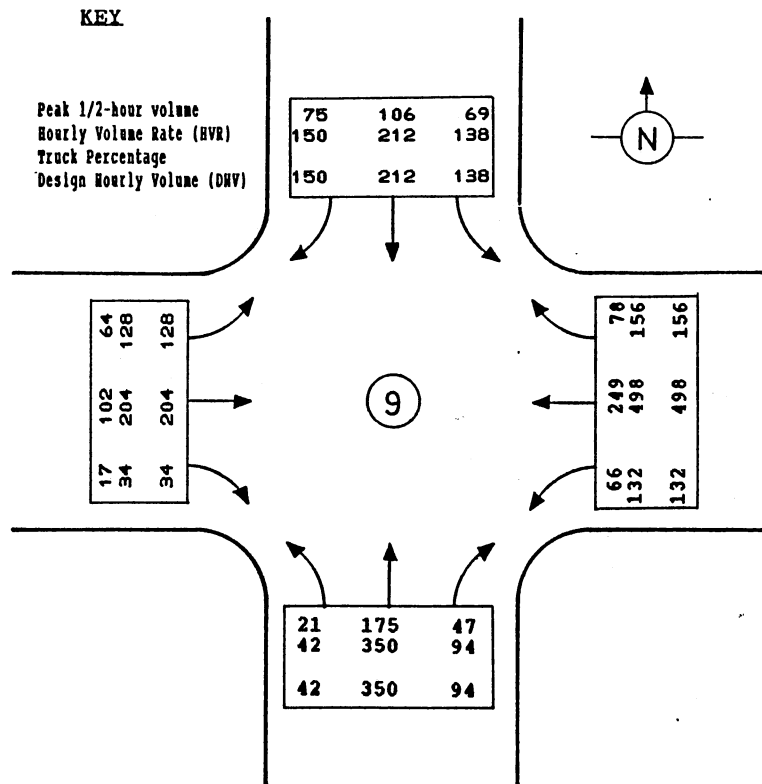 KEY
Peak 1/2-hour volume
Hourly Volume Rate (HVR)
Truck Percentage
Design Hourly Volume (DHV)
75 106 69
150 212 138
150 212 138
N
64 128 128
102 204 204
17 34 34
9
78 156 156
249 498 498
66 132 132
21 175 47
42 350 94
42 350 94